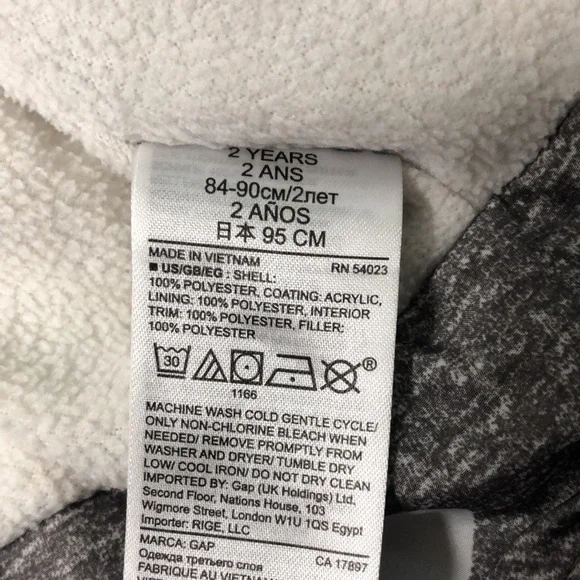 2 YEARS
2 ANS
84-90см/2лет
2 AÑOS
日本 95 CM
MADE IN VIETNAM RN 54023
■ US/GB/EG : SHELL:
100% POLYESTER, COATING: ACRYLIC,
LINING: 100% POLYESTER, INTERIOR
TRIM: 100% POLYESTER, FILLER:
100% POLYESTER
30 ®
1166
MACHINE WASH COLD GENTLE CYCLE/
ONLY NON-CHLORINE BLEACH WHEN
NEEDED/ REMOVE PROMPTLY FROM
WASHER AND DRYER/ TUMBLE DRY
LOW/ COOL IRON/ DO NOT DRY CLEAN
IMPORTED BY: Gap (UK Holdings) Ltd,
Second Floor, Nations House, 103
Wigmore Street, London W1U 1QS Egypt
Importer: RIGE, LLC
MARCA: GAP CA 17897
Одежда третьего слоя
FABRIQUÉ AU VIETNAM